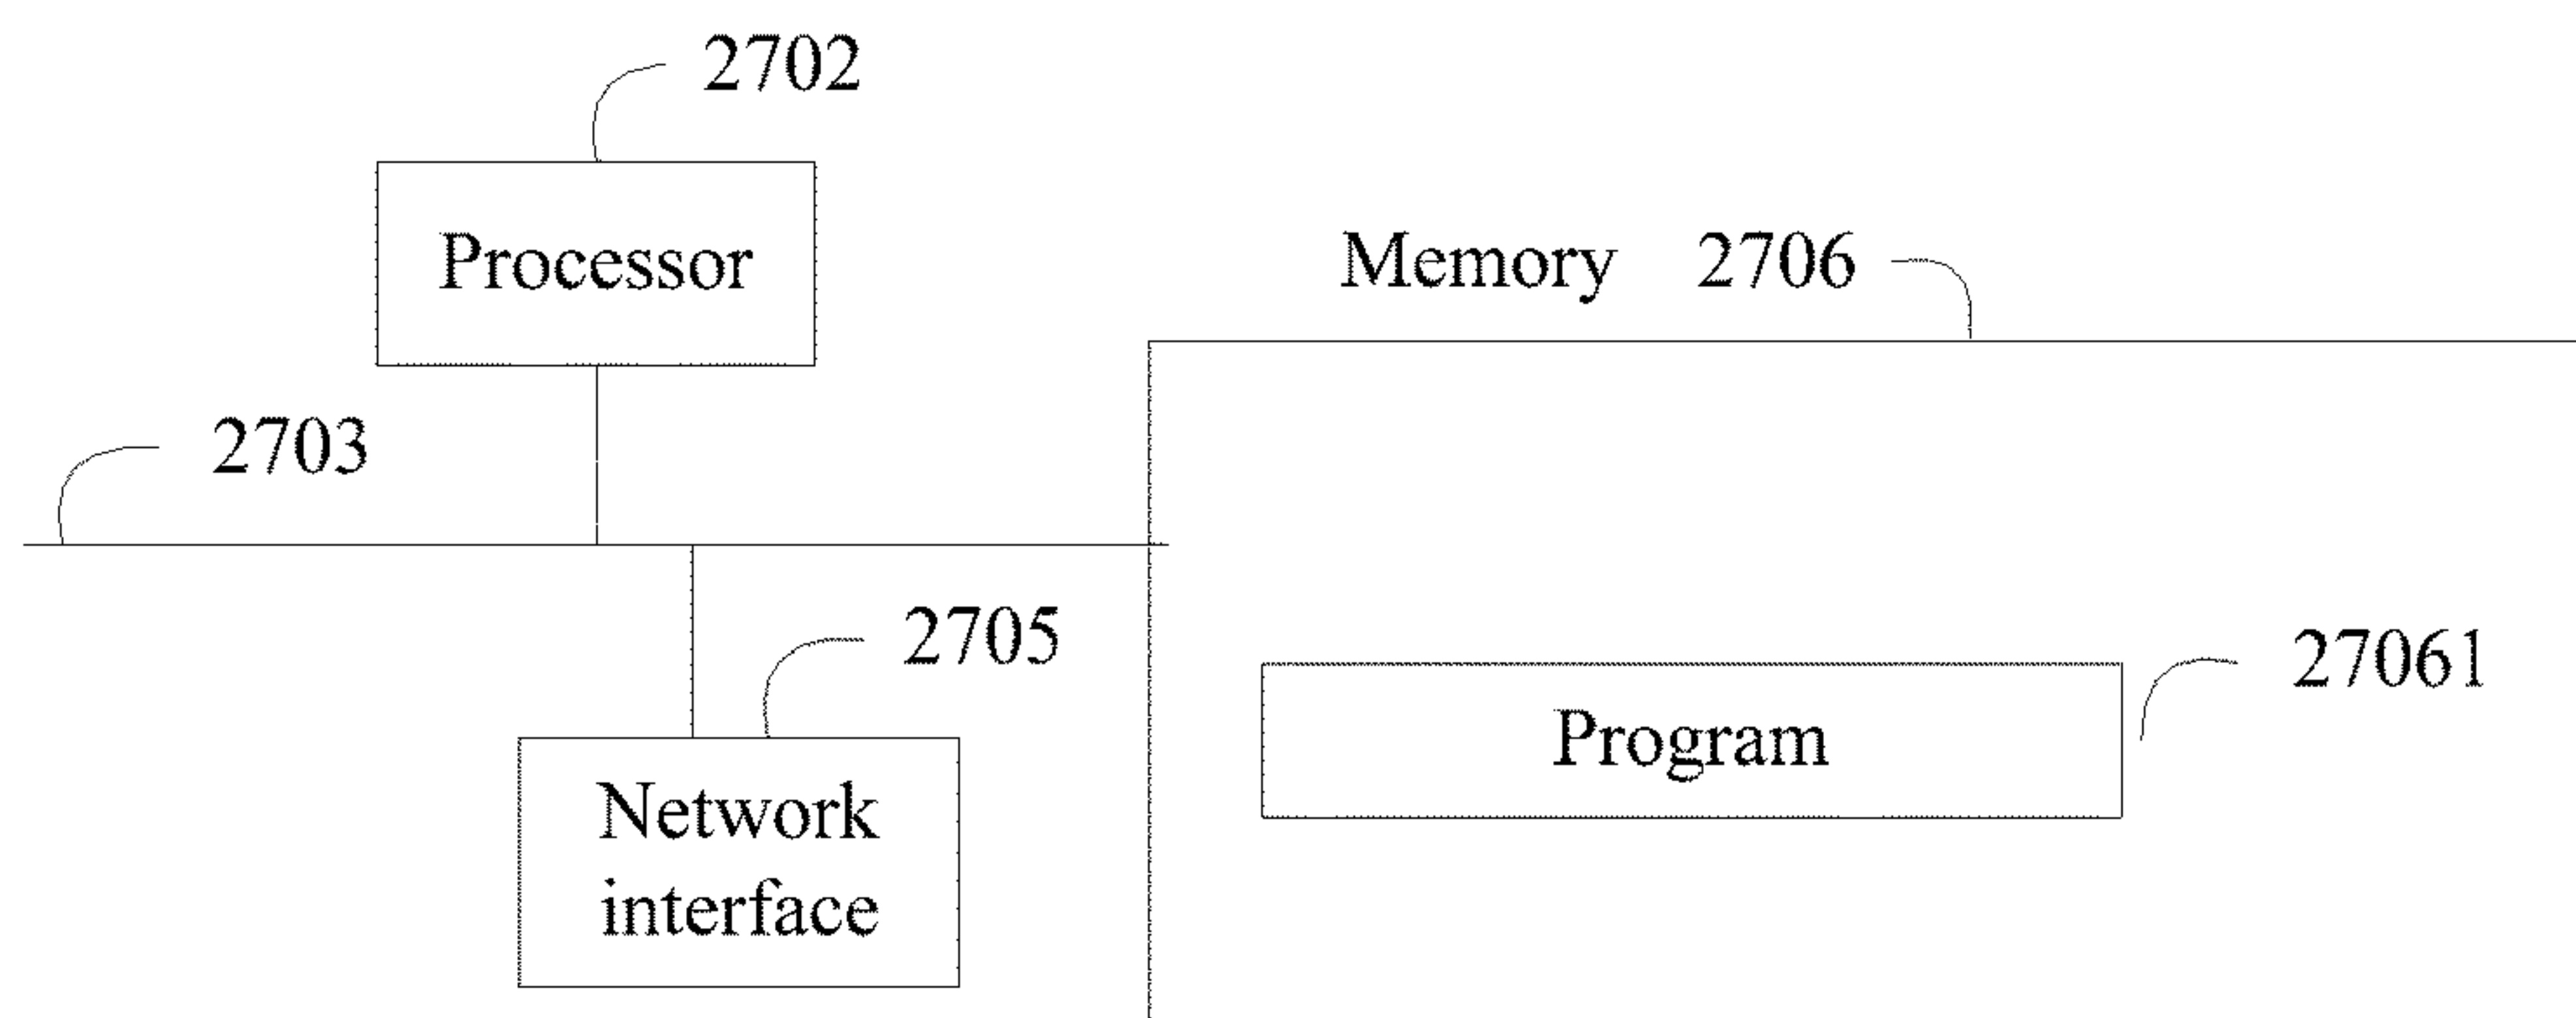 2702
Processor
Memory 2706
2703
2705
27061
Program
Network
interface